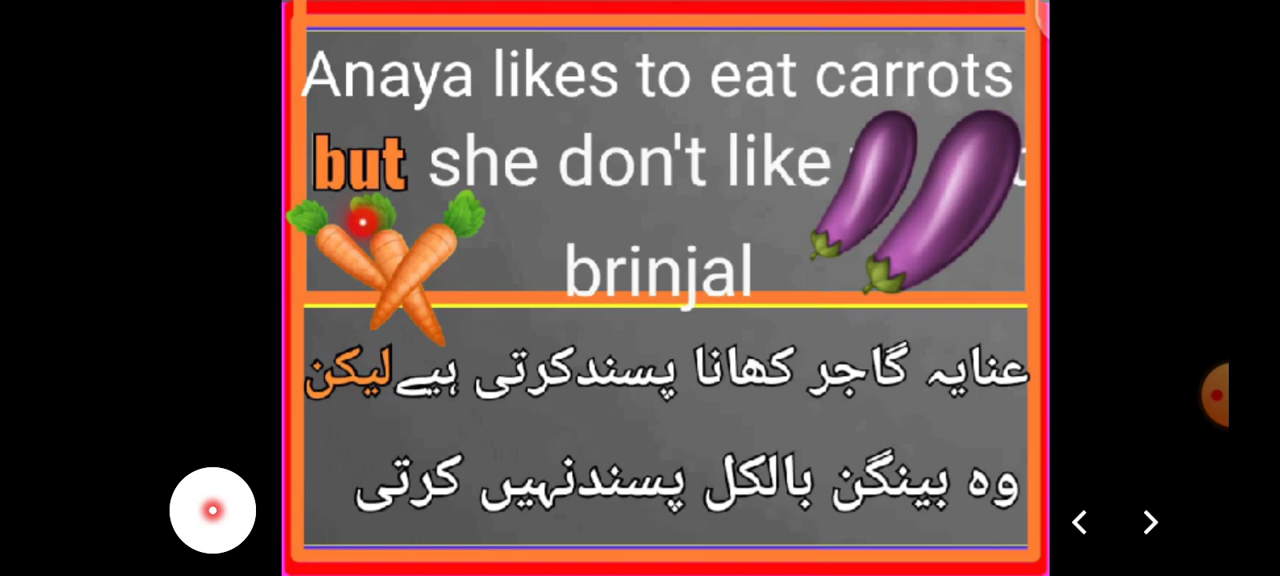 Anaya likes to eat carrots
but she don't like
brinjal
عنایہ گاجر کھانا پسندکرتی ہیےلیکن
وہ بینگن بالکل پسندنہیں کرتی